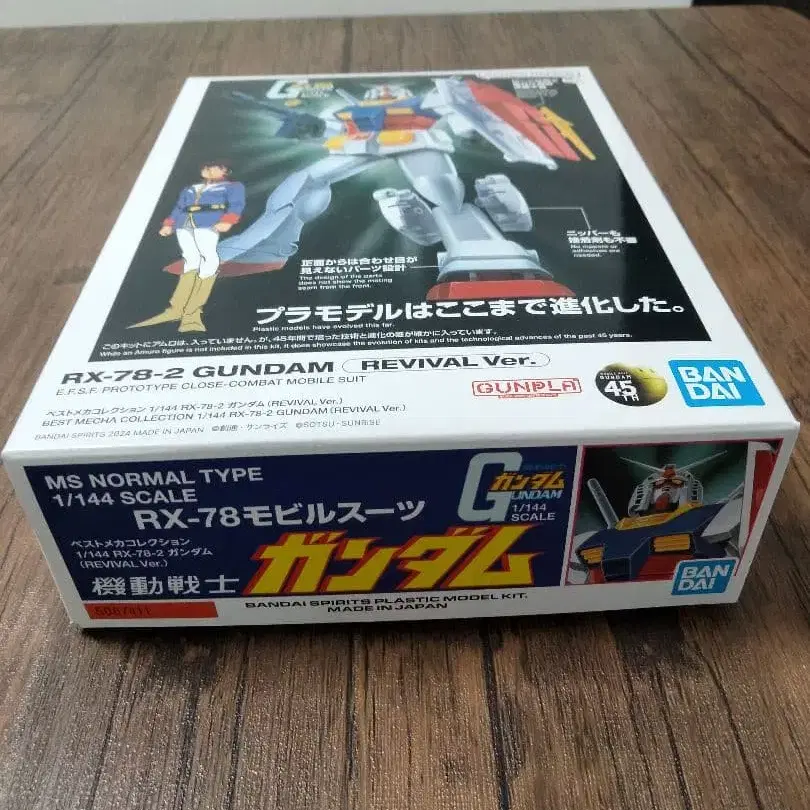 ニッパーも
接着剤も不要
No nippers or
adhesives are
needed.
正面からは合わせ目が
見えないパーツ設計
The design of the parts
does not show the mating
seam from the front.
プラモデルはここまで進化した。
Plastic models have evolved this far.
このキットにアムロは、入っていません。が、45年間で培った技術と進化の姿が確かに入っています。
While an Amuro figure is not included in this kit, it does showcase the evolution of kits and the technological advances of the past 45 years.
RX-78-2 GUNDAM (REVIVAL Ver.)
E.F.S.F. PROTOTYPE CLOSE-COMBAT MOBILE SUIT
GUNPLA
45TH
BAN
DAI
ベストメカコレクション 1/144 RX-78-2 ガンダム (REVIVAL Ver.)
BEST MECHA COLLECTION 1/144 RX-78-2 GUNDAM (REVIVAL Ver.)
BANDAI SPIRITS 2024 MADE IN JAPAN ©創通・サンライズ ©SOTSU・SUNRISE
MS NORMAL TYPE
1/144 SCALE
RX-78モビルスーツ
ガンダム
GUNDAM
1/144
SCALE
ベストメカコレクション
1/144 RX-78-2 ガンダム
(REVIVAL Ver.)
機動戦士 ガンダム
BANDAI SPIRITS PLASTIC MODEL KIT.
MADE IN JAPAN
BAN
DAI